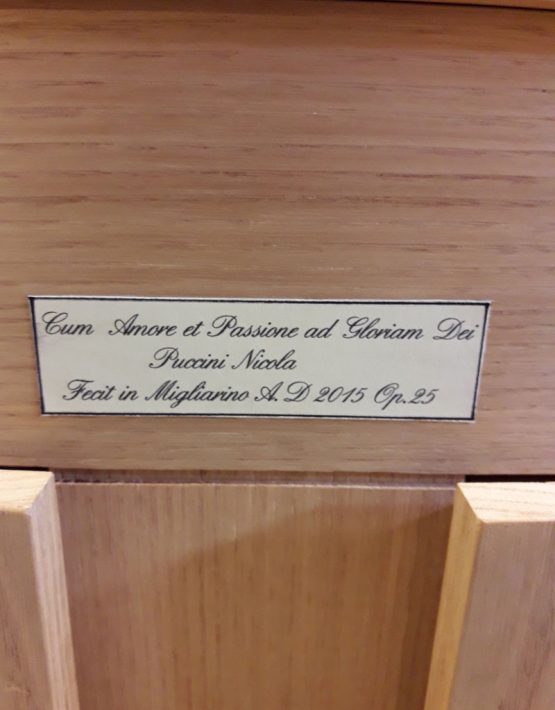 Cum Amore et Passione ad Gloriam Dei
Puccini Nicola
Fecit in Migliarino A.D 2015 Op.25